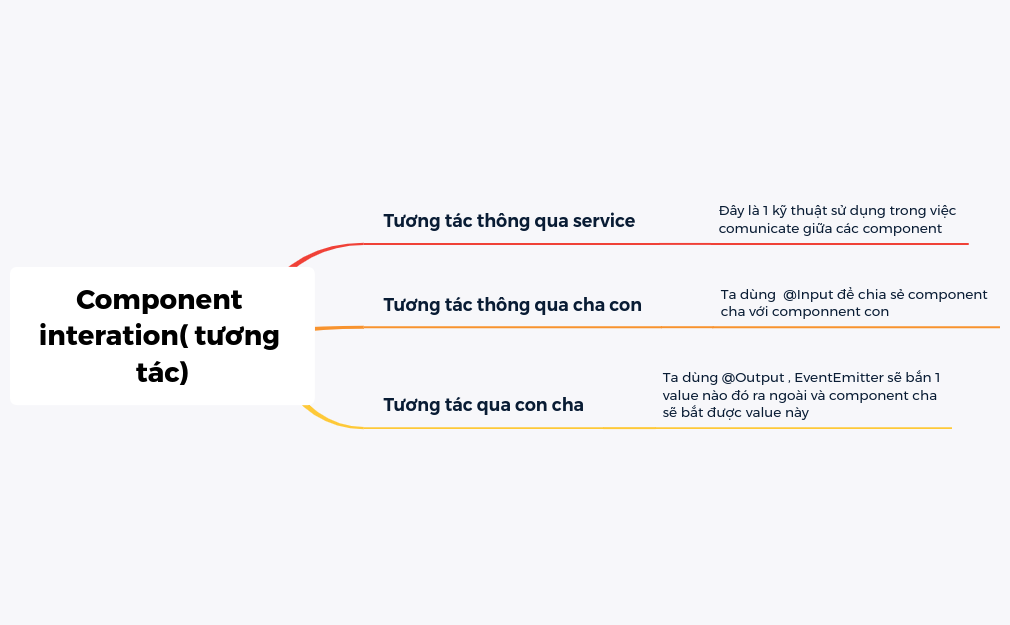 Component
interation( tương
tác)
Tương tác thông qua service
Đây là 1 kỹ thuật sử dụng trong việc
comunicate giữa các component
Tương tác thông qua cha con
Ta dùng  @Input để chia sẻ component
cha với componnent con
Tương tác qua con cha
Ta dùng @Output , EventEmitter sẽ bắn 1
value nào đó ra ngoài và component cha
sẽ bắt được value này